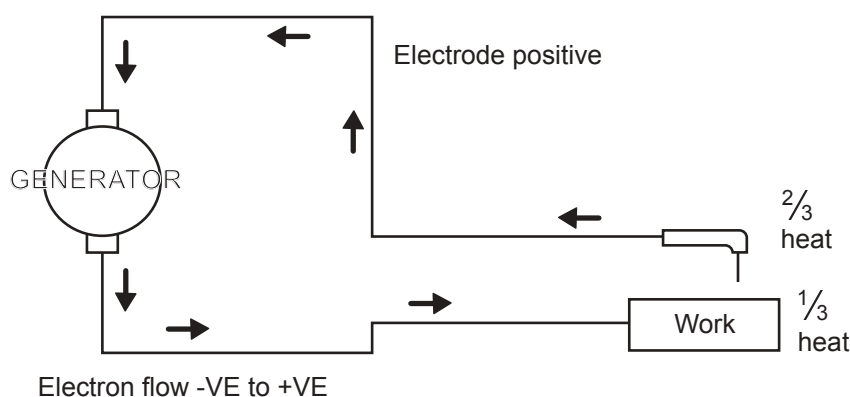 Electrode positive
GENERATOR
2/3
heat
1/3
heat
Work
Electron flow -VE to +VE